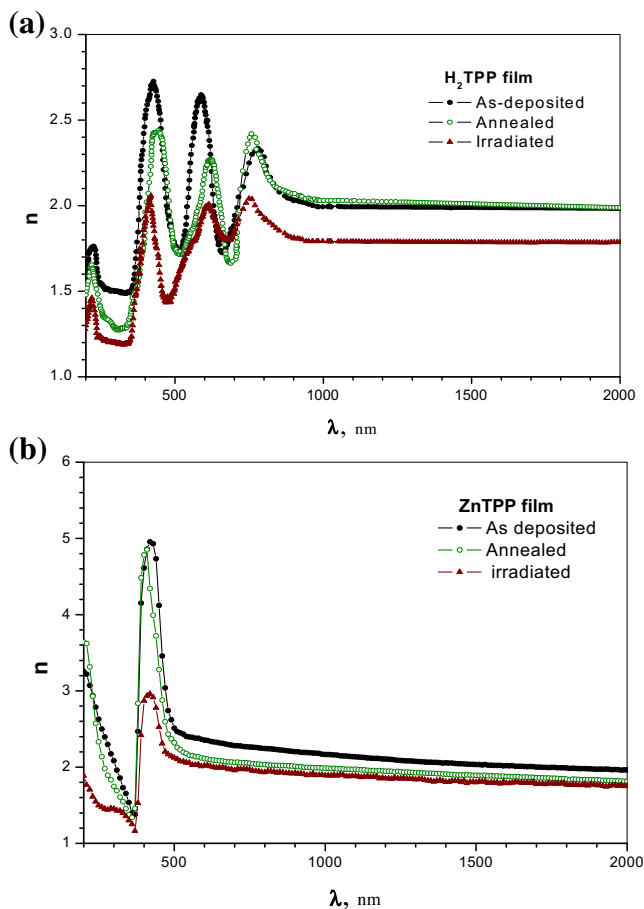 (a)
3.0
2.5
2.0
1.5
1.0
n
H₂TPP film
As-deposited
Annealed
Irradiated
500 1000 1500 2000
λ, nm
(b)
6
5
4
3
2
1
n
ZnTPP film
As deposited
Annealed
irradiated
500 1000 1500 2000
λ, nm